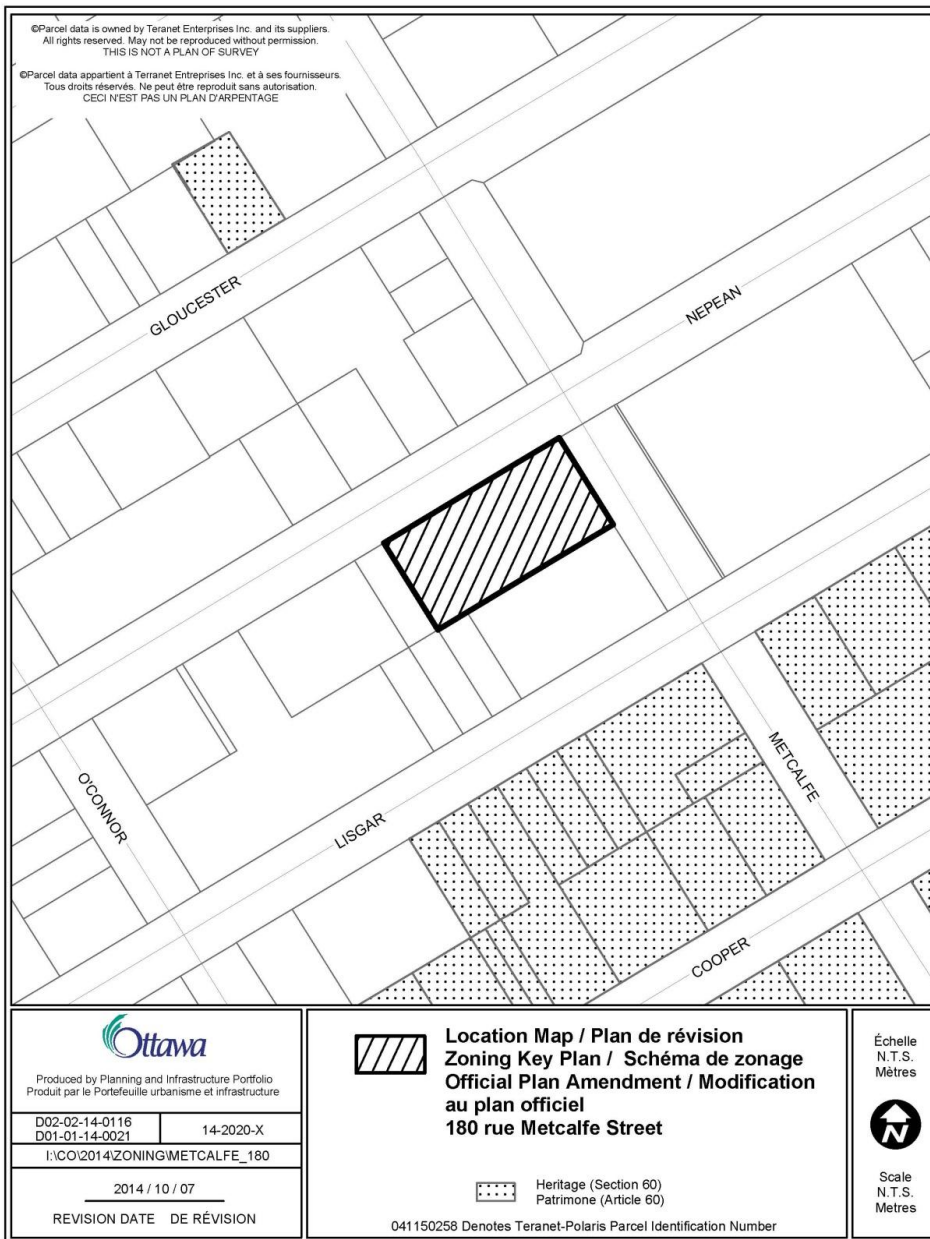 ©Parcel data is owned by Teranet Enterprises Inc. and its suppliers.
All rights reserved. May not be reproduced without permission.
THIS IS NOT A PLAN OF SURVEY
©Parcel data appartient à Terranet Entreprises Inc. et à ses fournisseurs.
Tous droits réservés. Ne peut être reproduit sans autorisation.
CECI N'EST PAS UN PLAN D'ARPENTAGE
GLOUCESTER
NEPEAN
O'CONNOR
LISGAR
METCALFE
COOPER
Ottawa
Produced by Planning and Infrastructure Portfolio
Produit par le Portefeuille urbanisme et infrastructure
D02-02-14-0116
D01-01-14-0021
14-2020-X
I:\CO\2014\ZONING\METCALFE_180
2014 / 10 / 07
REVISION DATE DE RÉVISION
Location Map / Plan de révision
Zoning Key Plan / Schéma de zonage
Official Plan Amendment / Modification
au plan officiel
180 rue Metcalfe Street
Heritage (Section 60)
Patrimone (Article 60)
041150258 Denotes Teranet-Polaris Parcel Identification Number
Échelle
N.T.S.
Mètres
N
Scale
N.T.S.
Metres